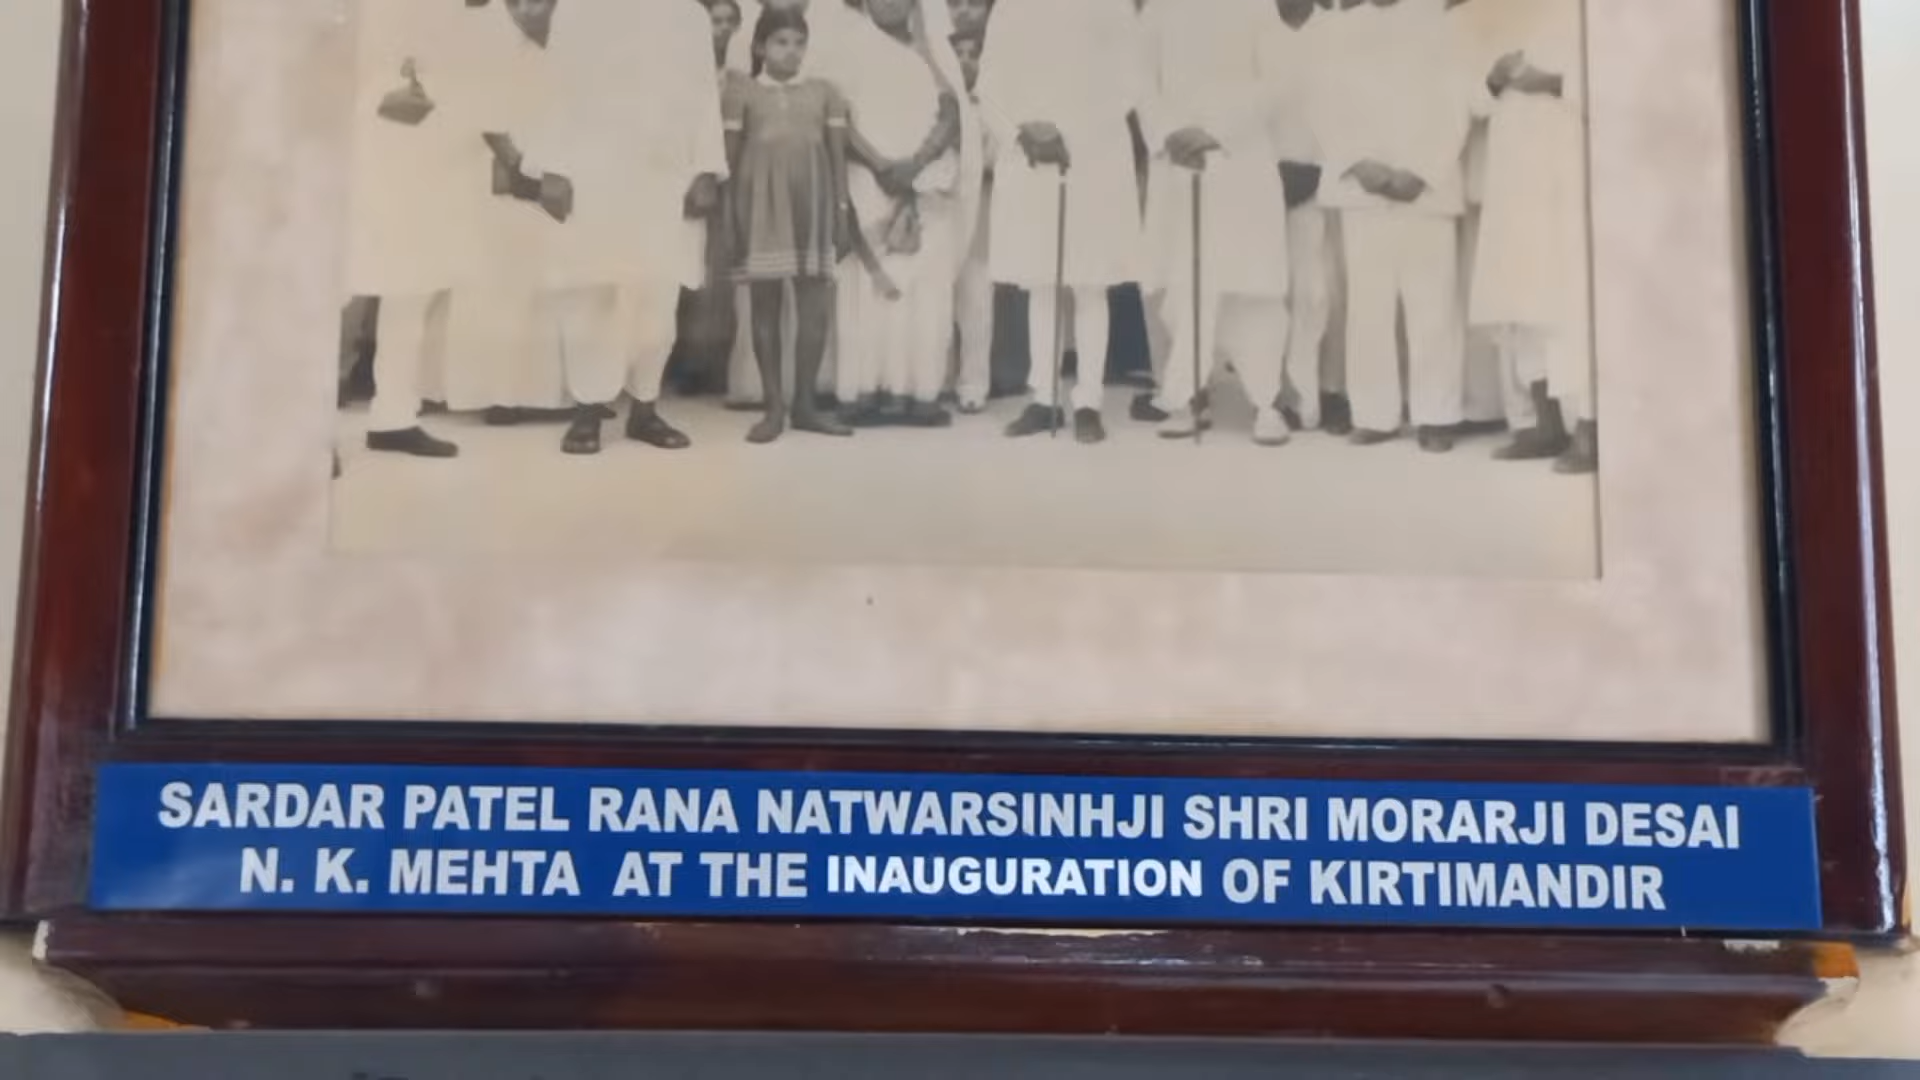 SARDAR PATEL RANA NATWARSINHJI SHRI MORARJI DESAI
N. K. MEHTA AT THE INAUGURATION OF KIRTIMANDIR